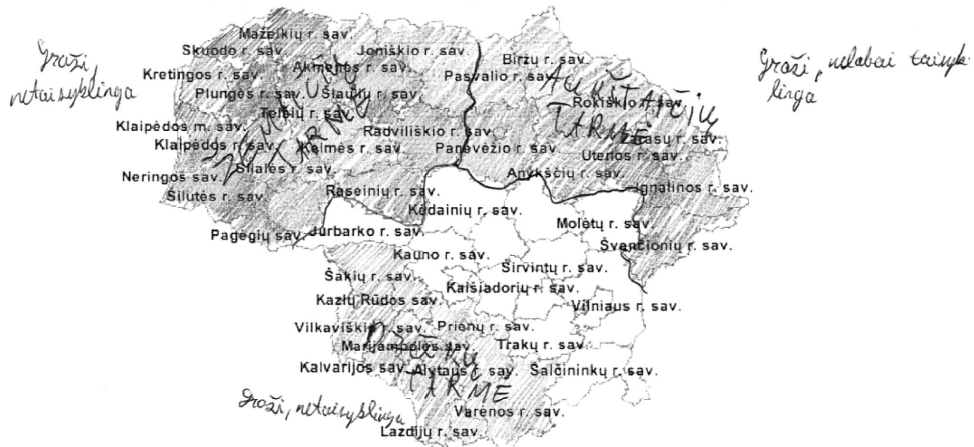 Mažeikių r. sav.
Skuodo r. sav.
Joniškio r. sav.
Graži,
netaisyklinga
Akmenės r. sav.
Biržų r. sav.
Kretingos r. sav.
Pasvalio r. sav.
Graži, nelabai taisyk-
linga
Plungės r. sav.
Šiaulių r. sav.
AUKŠTAIČIŲ
TARMĖ
Rokiškio r. sav.
Telšių r. sav.
ŽEMAIČIŲ
TARMĖ
Klaipėdos m. sav.
Radviliškio r. sav.
Zarasų r. sav.
Klaipėdos r. sav.
Kelmės r. sav.
Panevėžio r. sav.
Utenos r. sav.
Neringos sav.
Šilalės r. sav.
Anykščių r. sav.
Šilutės r. sav.
Raseinių r. sav.
Ignalinos r. sav.
Kėdainių r. sav.
Pagėgių sav.
Jurbarko r. sav.
Molėtų r. sav.
Švenčionių r. sav.
Kauno r. sav.
Šakių r. sav.
Širvintų r. sav.
Kaišiadorių r. sav.
Kazlų Rūdos sav.
Vilniaus r. sav.
Vilkaviškio r. sav.
Prienų r. sav.
DZŪKŲ
TARMĖ
Marijampolės sav.
Trakų r. sav.
Kalvarijos sav.
Alytaus r. sav.
Šalčininkų r. sav.
Graži, netaisyklinga
Varėnos r. sav.
Lazdijų r. sav.